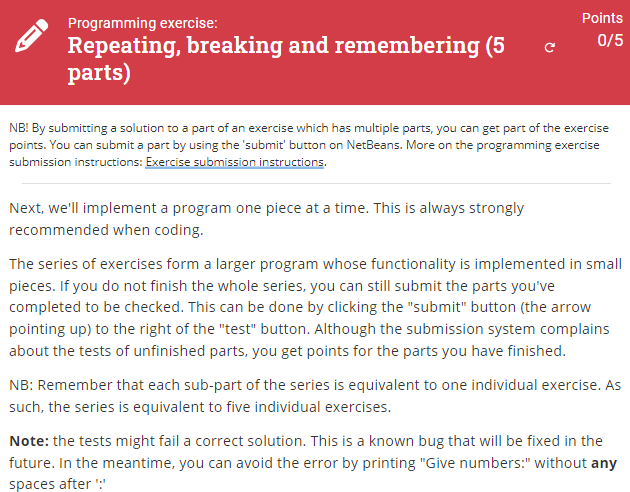 Programming exercise:
Points
Repeating, breaking and remembering (5
0/5
parts)
NB! By submitting a solution to a part of an exercise which has multiple parts, you can get part of the exercise
points. You can submit a part by using the 'submit' button on NetBeans. More on the programming exercise
submission instructions: Exercise submission instructions.
Next, we'll implement a program one piece at a time. This is always strongly
recommended when coding.
The series of exercises form a larger program whose functionality is implemented in small
pieces. If you do not finish the whole series, you can still submit the parts you've
completed to be checked. This can be done by clicking the "submit" button (the arrow
pointing up) to the right of the "test" button. Although the submission system complains
about the tests of unfinished parts, you get points for the parts you have finished.
NB: Remember that each sub-part of the series is equivalent to one individual exercise. As
such, the series is equivalent to five individual exercises.
Note: the tests might fail a correct solution. This is a known bug that will be fixed in the
future. In the meantime, you can avoid the error by printing "Give numbers:" without any
spaces after ':'